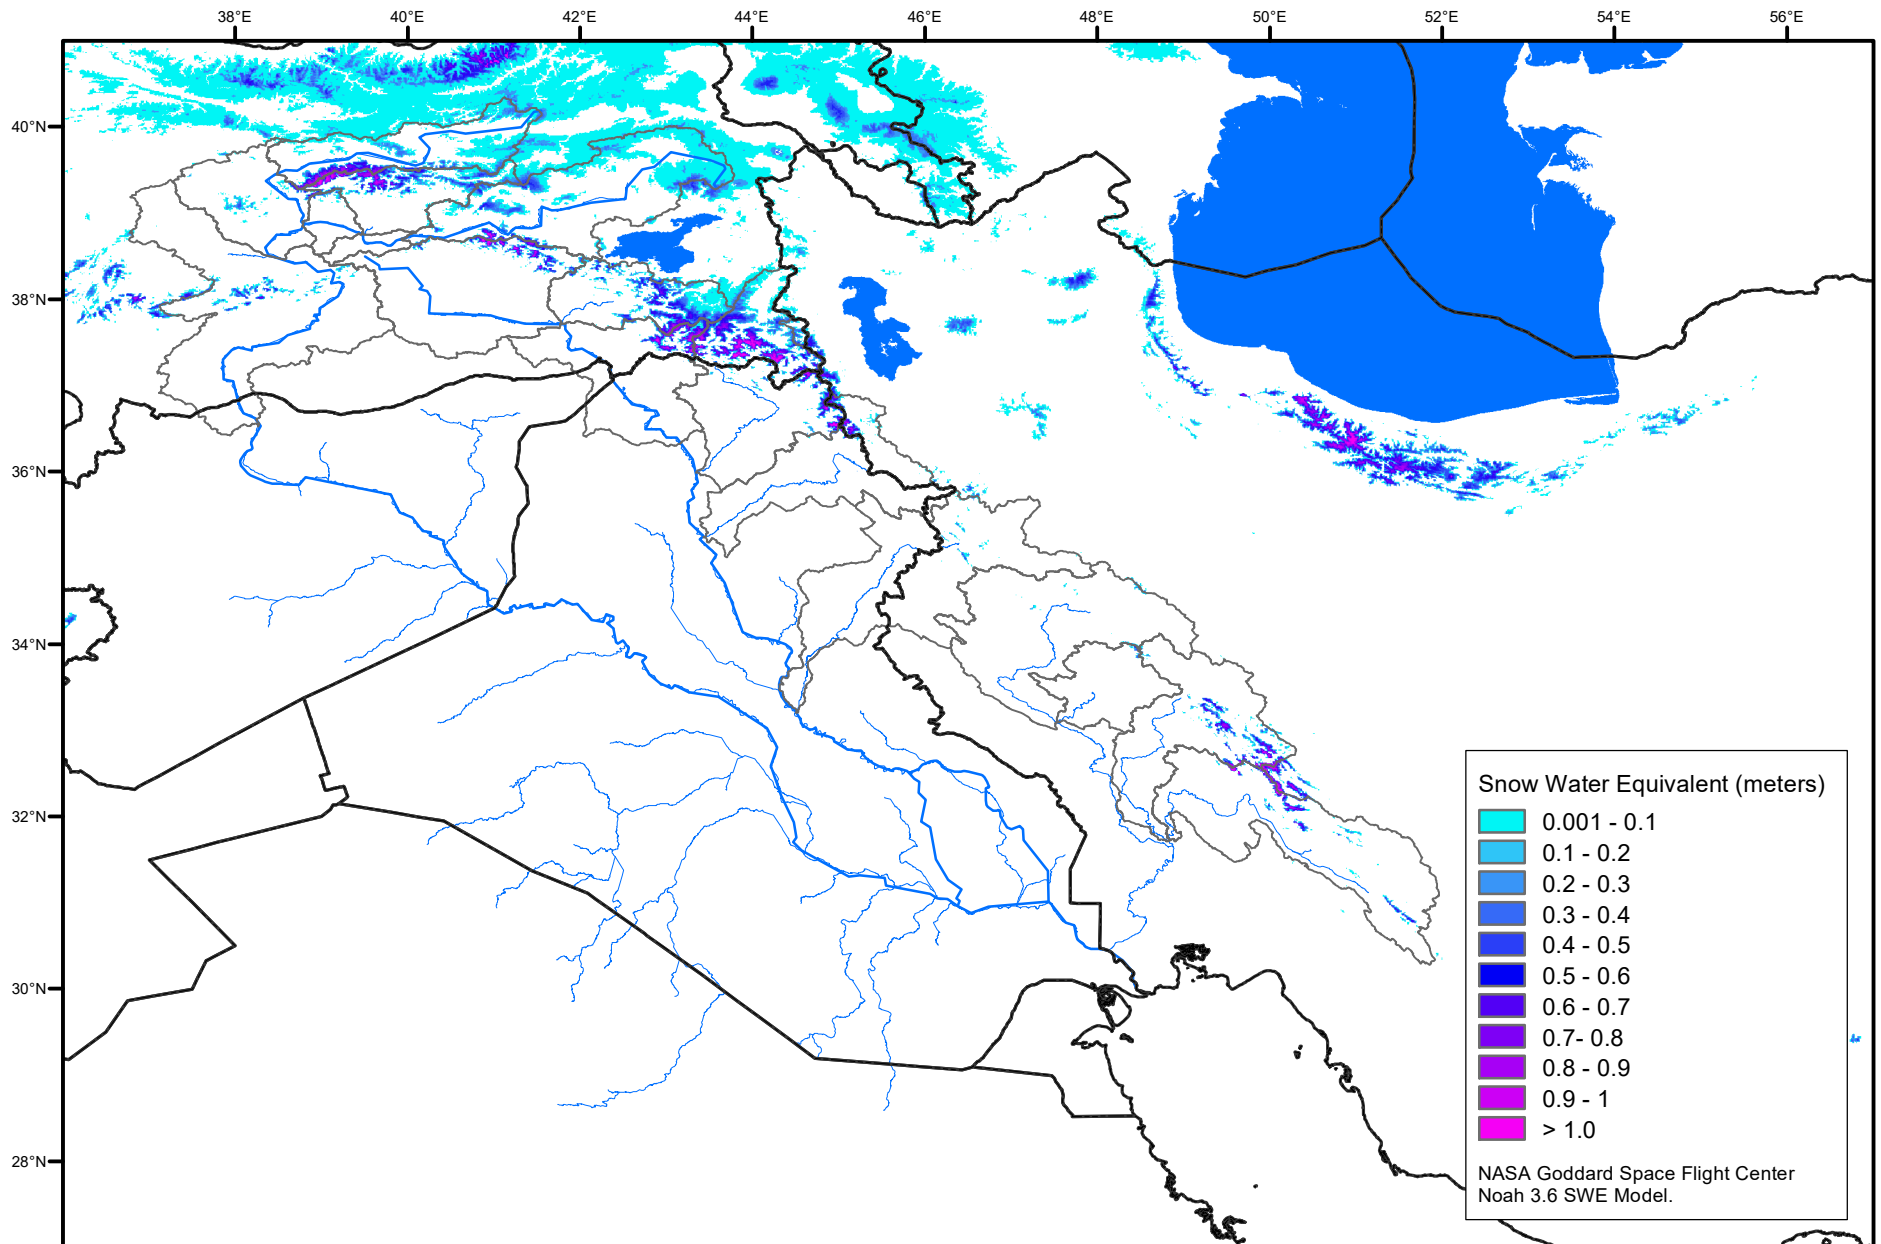 38°E 40°E 42°E 44°E 46°E 48°E 50°E 52°E 54°E 56°E
40°N
38°N
36°N
34°N
32°N
30°N
28°N
Snow Water Equivalent (meters)
0.001 - 0.1
0.1 - 0.2
0.2 - 0.3
0.3 - 0.4
0.4 - 0.5
0.5 - 0.6
0.6 - 0.7
0.7- 0.8
0.8 - 0.9
0.9 - 1
> 1.0
NASA Goddard Space Flight Center
Noah 3.6 SWE Model.